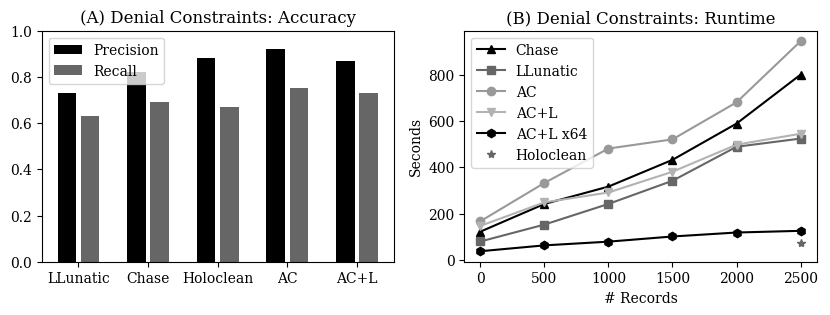 (A) Denial Constraints: Accuracy
1.0
0.8
0.6
0.4
0.2
0.0
Precision
Recall
LLunatic Chase Holoclean AC AC+L
(B) Denial Constraints: Runtime
Seconds
800
600
400
200
0
Chase
LLunatic
AC
AC+L
AC+L x64
Holoclean
0 500 1000 1500 2000 2500
# Records